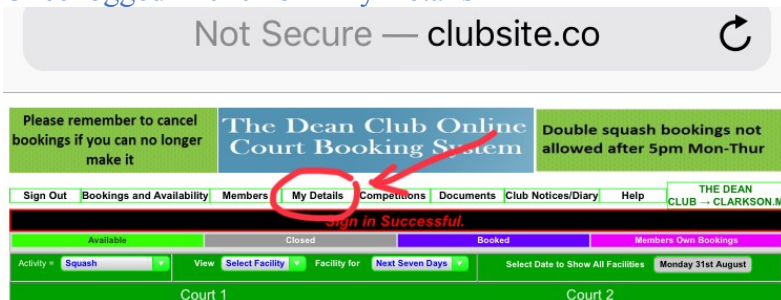 Not Secure — clubsite.co
Please remember to cancel
bookings if you can no longer
make it
The Dean Club Online
Court Booking System
Double squash bookings not
allowed after 5pm Mon-Thur
Sign Out Bookings and Availability Members My Details Competitions Documents Club Notices/Diary Help
THE DEAN
CLUB → CLARKSON.M
Sign in Successful.
Available Closed Booked Members Own Bookings
Activity = Squash View Select Facility Facility for Next Seven Days Select Date to Show All Facilities Monday 31st August
Court 1 Court 2